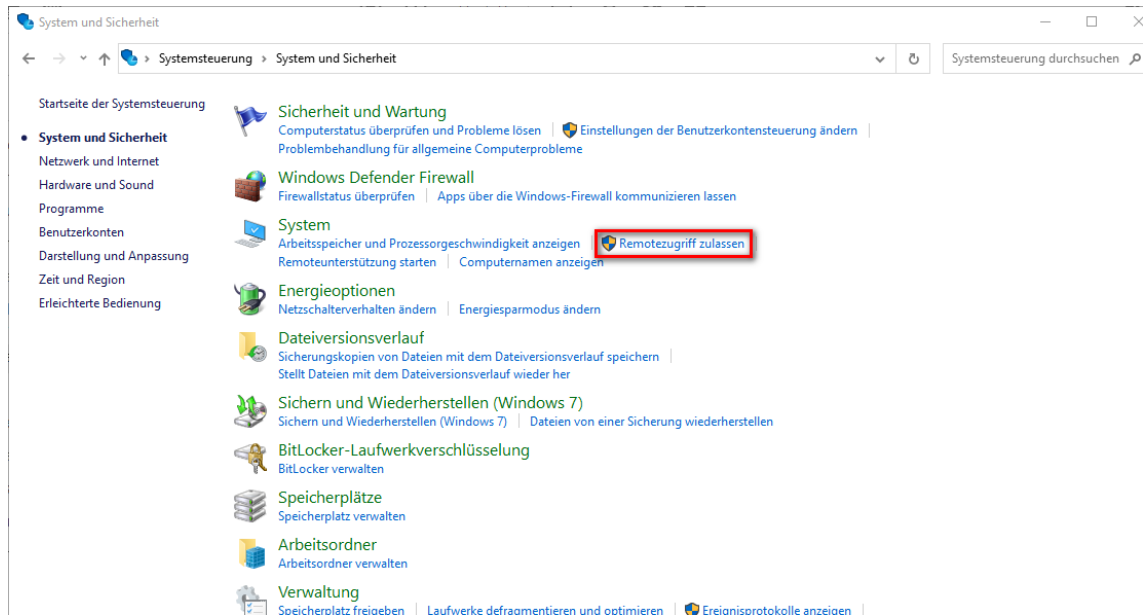 System und Sicherheit
Systemsteuerung › System und Sicherheit
Systemsteuerung durchsuchen
Startseite der Systemsteuerung
System und Sicherheit
Netzwerk und Internet
Hardware und Sound
Programme
Benutzerkonten
Darstellung und Anpassung
Zeit und Region
Erleichterte Bedienung
Sicherheit und Wartung
Computerstatus überprüfen und Probleme lösen | Einstellungen der Benutzerkontensteuerung ändern |
Problembehandlung für allgemeine Computerprobleme
Windows Defender Firewall
Firewallstatus überprüfen | Apps über die Windows-Firewall kommunizieren lassen
System
Arbeitsspeicher und Prozessorgeschwindigkeit anzeigen | Remotezugriff zulassen
Remoteunterstützung starten | Computernamen anzeigen
Energieoptionen
Netzschalterverhalten ändern | Energiesparmodus ändern
Dateiversionsverlauf
Sicherungskopien von Dateien mit dem Dateiversionsverlauf speichern |
Stellt Dateien mit dem Dateiversionsverlauf wieder her
Sichern und Wiederherstellen (Windows 7)
Sichern und Wiederherstellen (Windows 7) | Dateien von einer Sicherung wiederherstellen
BitLocker-Laufwerkverschlüsselung
BitLocker verwalten
Speicherplätze
Speicherplatz verwalten
Arbeitsordner
Arbeitsordner verwalten
Verwaltung
Speicherplatz freigeben | Laufwerke defragmentieren und optimieren | Ereignisprotokolle anzeigen |